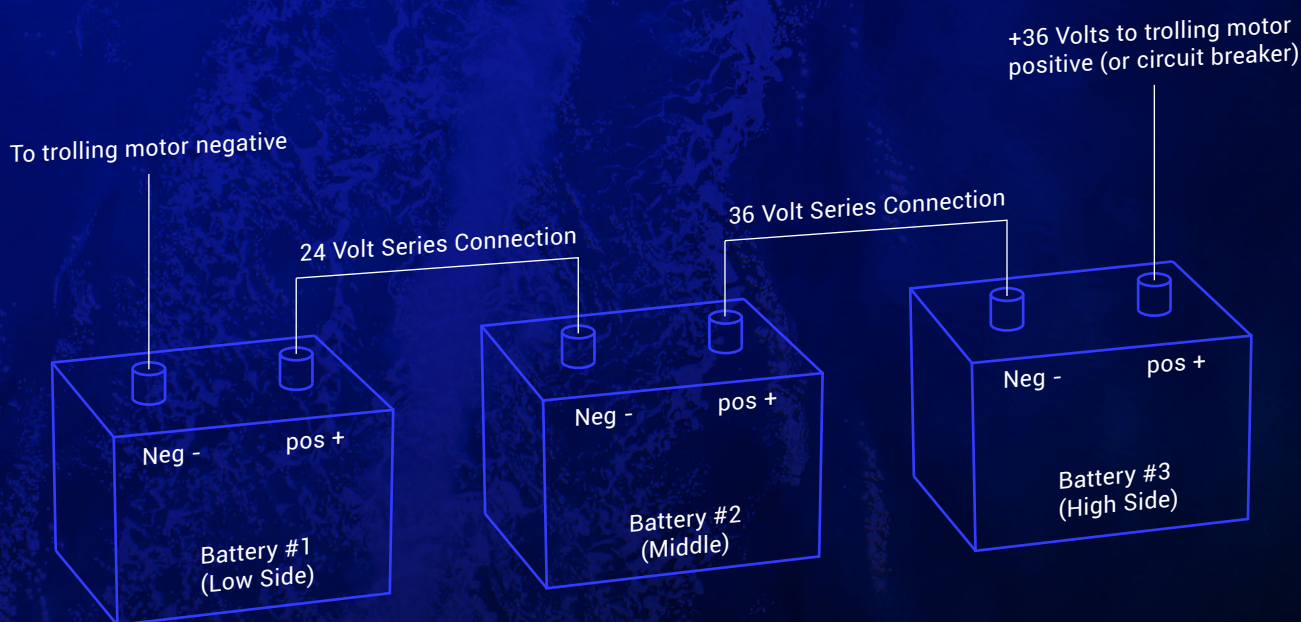 +36 Volts to trolling motor
positive (or circuit breaker)
To trolling motor negative
36 Volt Series Connection
24 Volt Series Connection
Neg -
pos +
Battery #1
(Low Side)
Neg -
pos +
Battery #2
(Middle)
Neg -
pos +
Battery #3
(High Side)